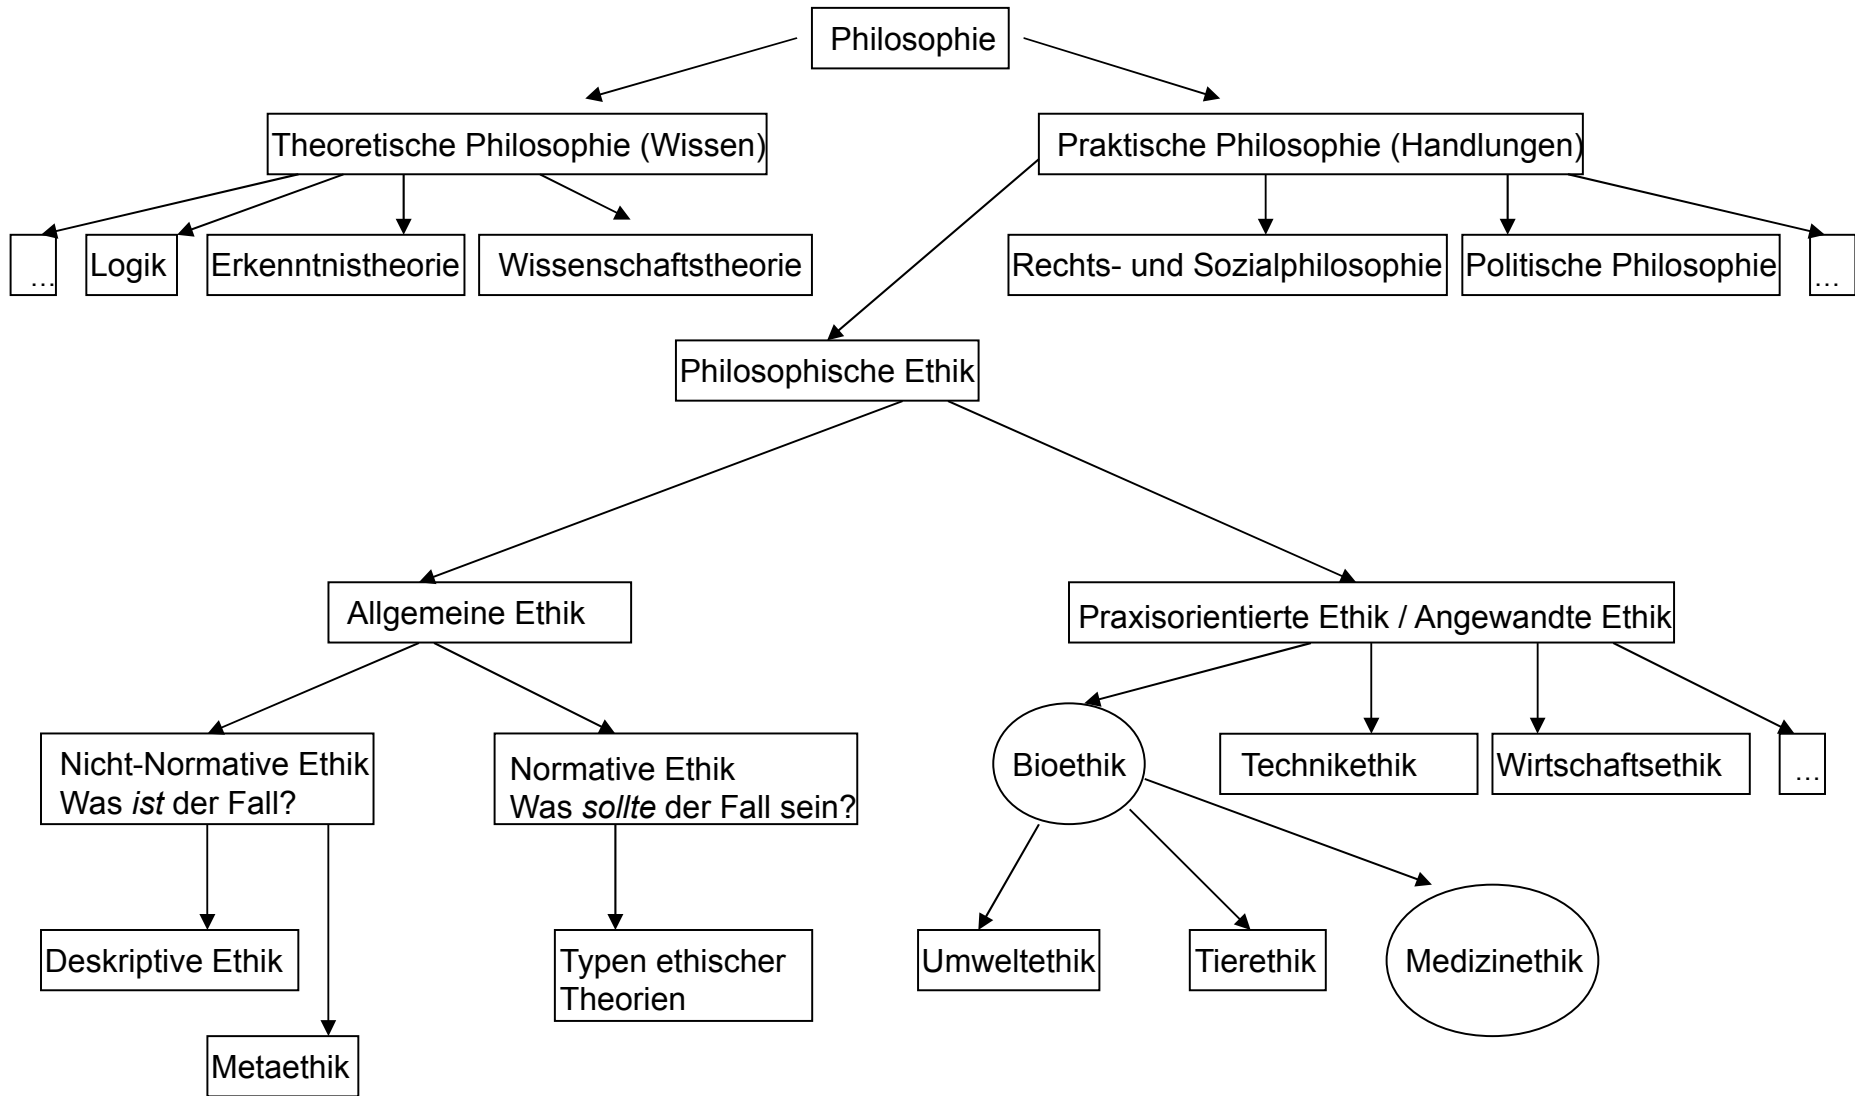 Philosophie
Theoretische Philosophie (Wissen)
Praktische Philosophie (Handlungen)
...
Logik
Erkenntnistheorie
Wissenschaftstheorie
Rechts- und Sozialphilosophie
Politische Philosophie
...
Philosophische Ethik
Allgemeine Ethik
Praxisorientierte Ethik / Angewandte Ethik
Nicht-Normative Ethik
Was ist der Fall?
Normative Ethik
Was sollte der Fall sein?
Bioethik
Technikethik
Wirtschaftsethik
...
Deskriptive Ethik
Typen ethischer
Theorien
Umweltethik
Tierethik
Medizinethik
Metaethik